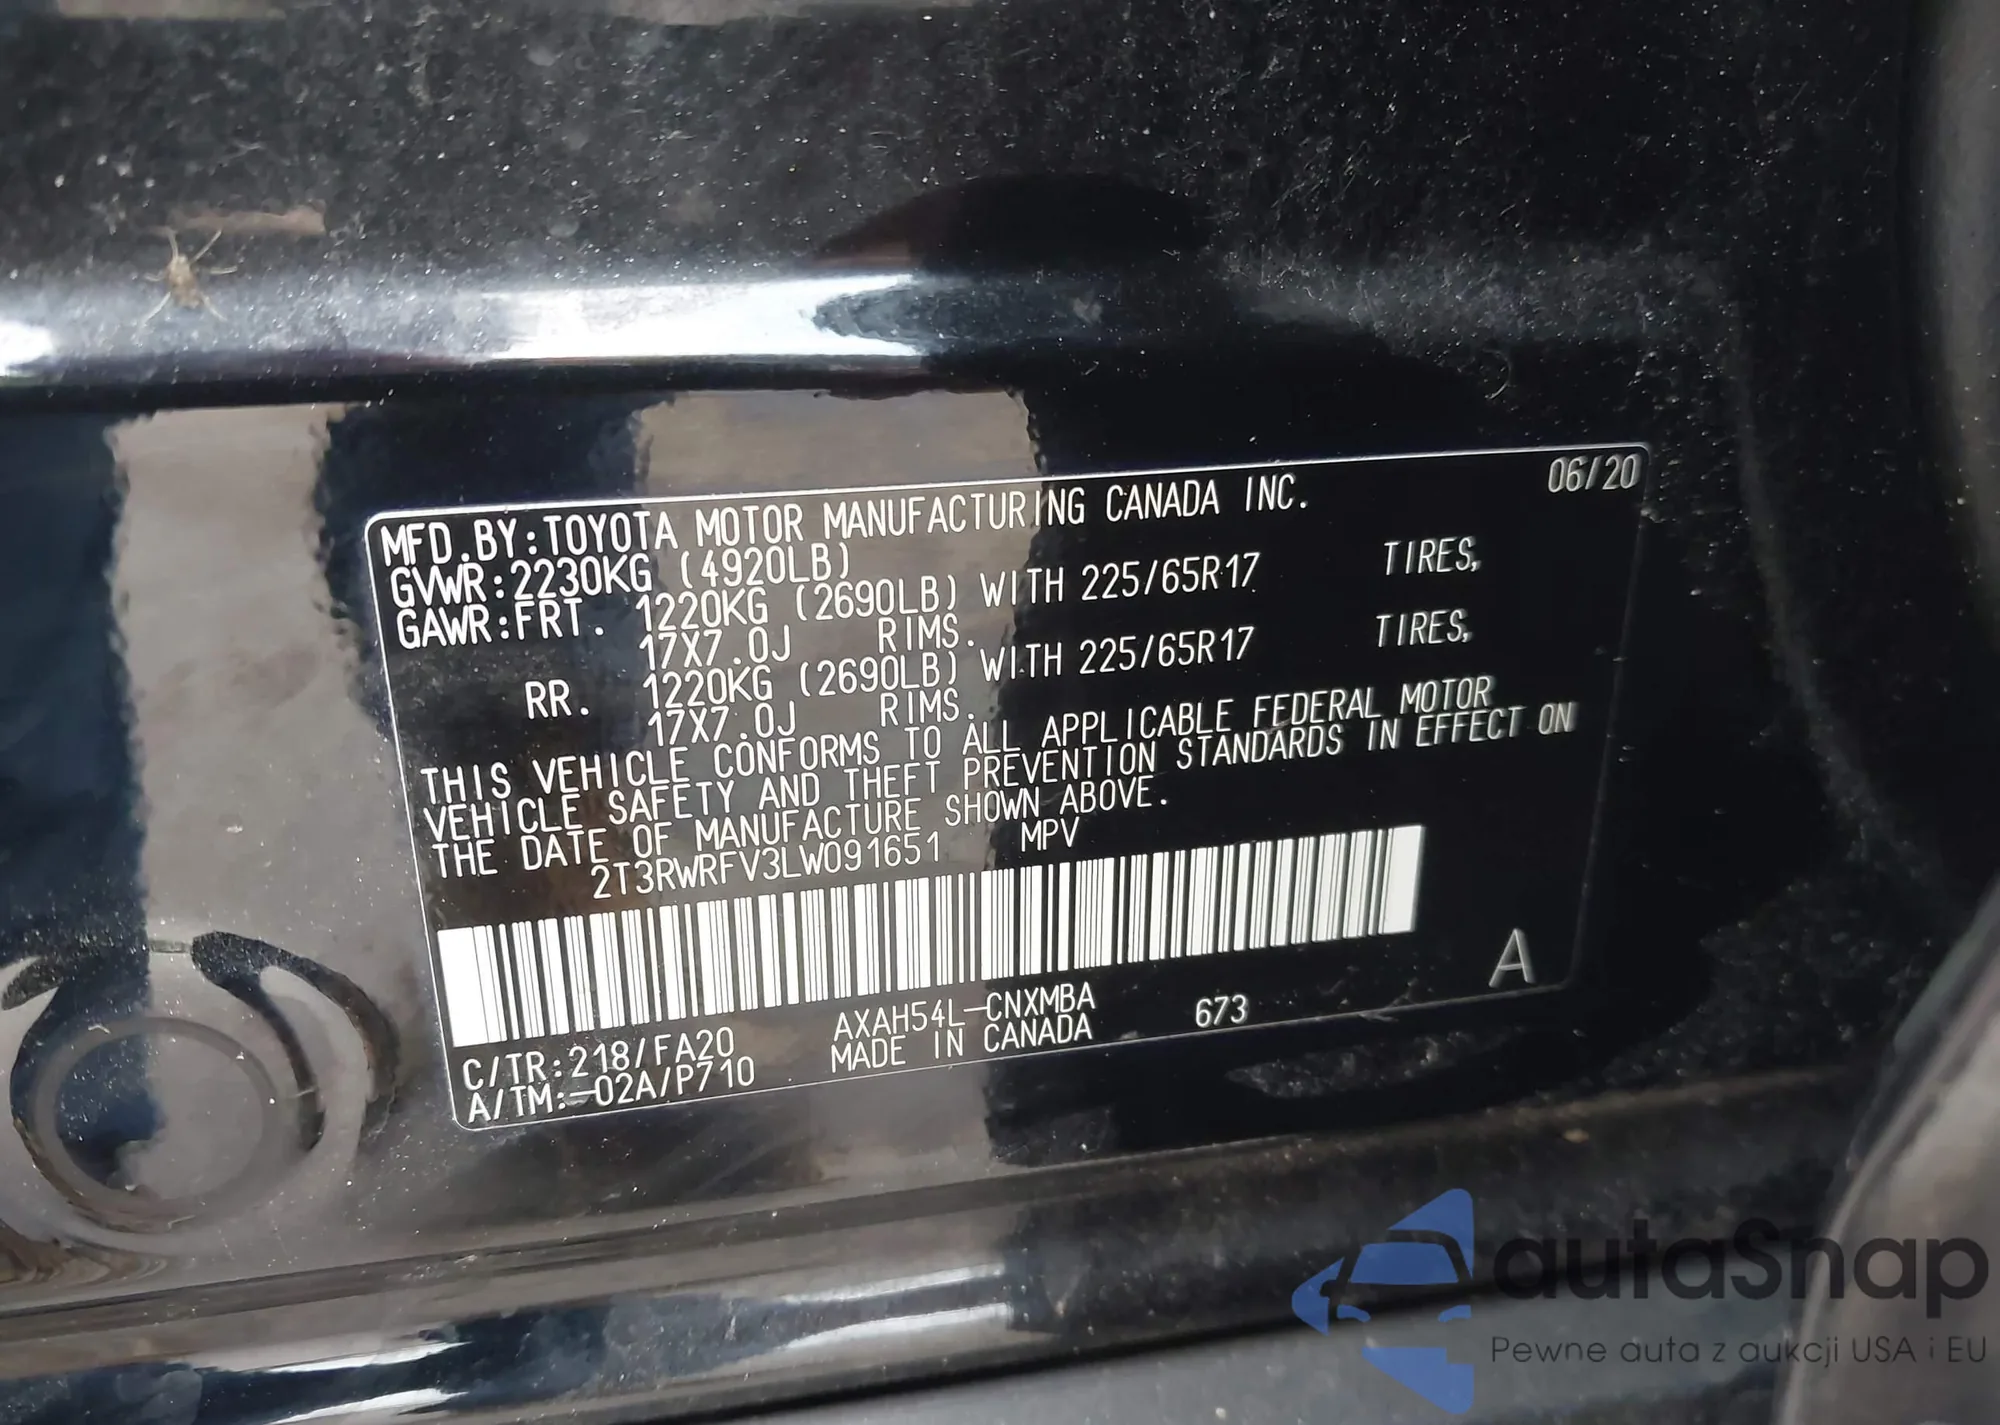 06/20
MFD.BY:TOYOTA MOTOR MANUFACTURING CANADA INC.
GVWR:2230KG (4920LB)
GAWR:FRT. 1220KG (2690LB) WITH 225/65R17 TIRES,
17X7.0J RIMS.
RR. 1220KG (2690LB) WITH 225/65R17 TIRES,
17X7.0J RIMS.
THIS VEHICLE CONFORMS TO ALL APPLICABLE FEDERAL MOTOR
VEHICLE SAFETY AND THEFT PREVENTION STANDARDS IN EFFECT ON
THE DATE OF MANUFACTURE SHOWN ABOVE.
2T3RWRFV3LW091651 MPV
A
C/TR:218/FA20 AXAH54L-CNXMBA 673
A/TM:-02A/P710 MADE IN CANADA
autaSnap
Pewne auta z aukcji USA i EU